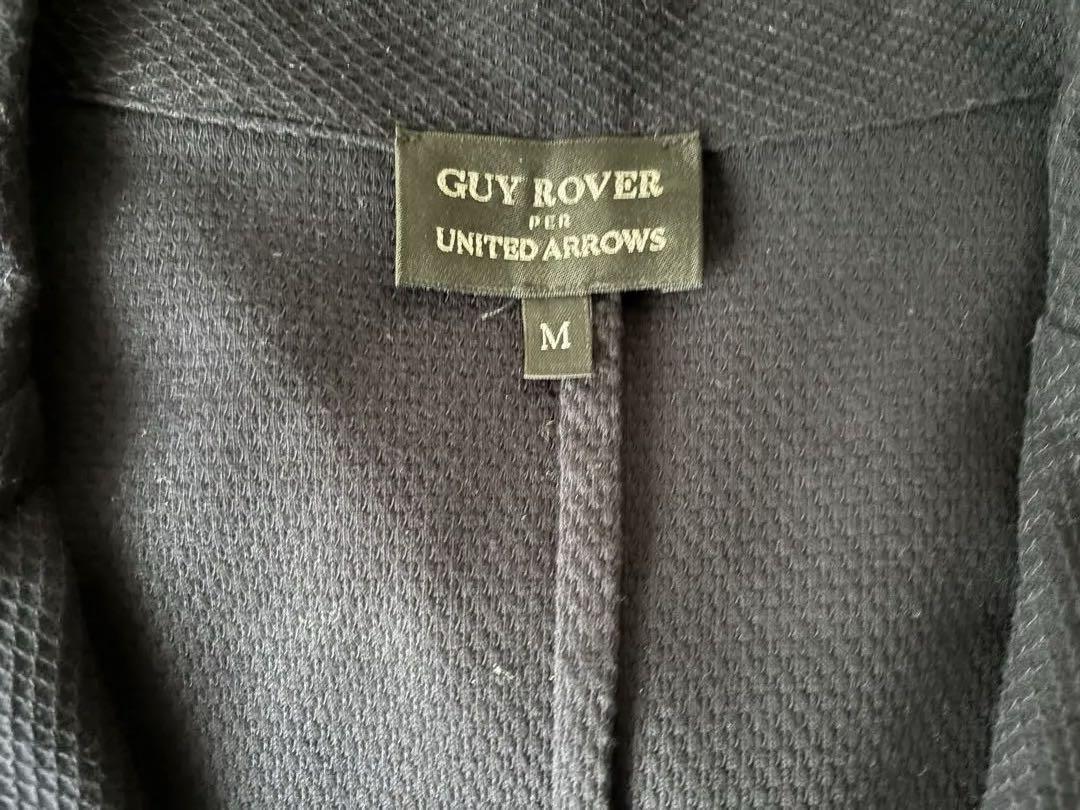 GUY ROVER
PER
UNITED ARROWS
M